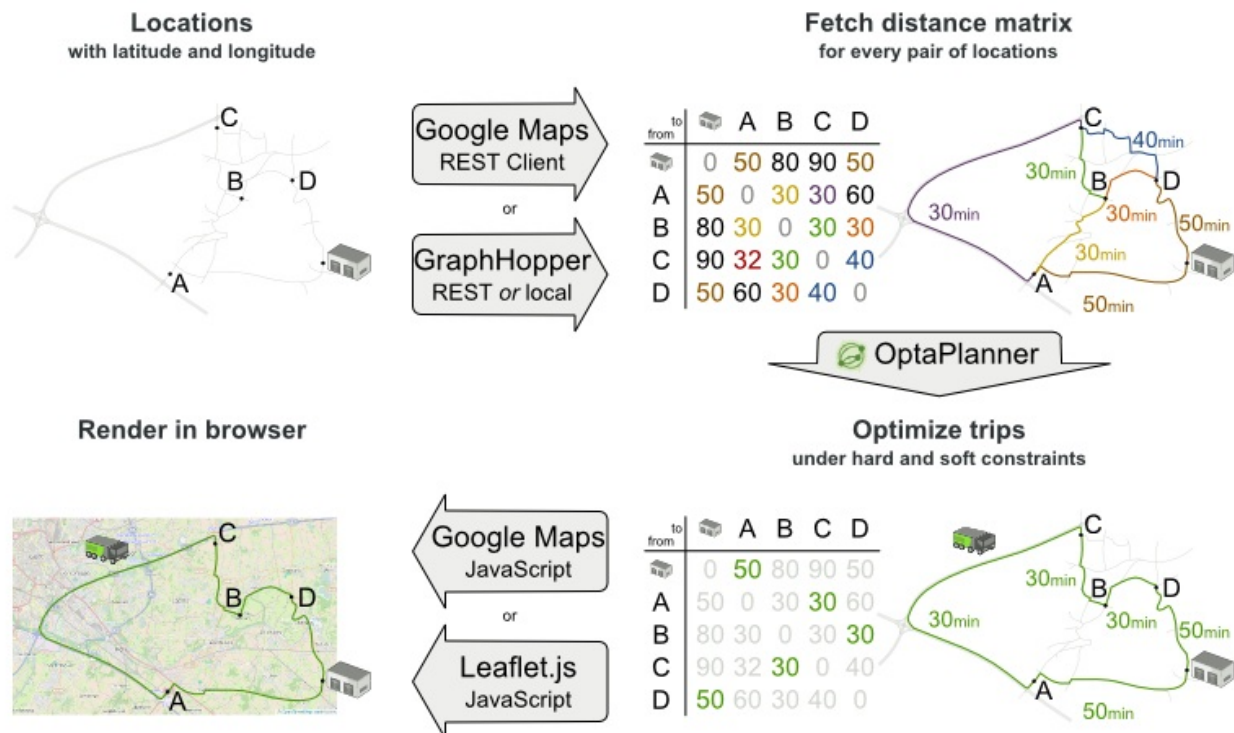 Locations
with latitude and longitude
C
B
D
A
Google Maps
REST Client
or
GraphHopper
REST or local
Fetch distance matrix
for every pair of locations
to
from
A B C D
0 50 80 90 50
A 50 0 30 30 60
B 80 30 0 30 30
C 90 32 30 0 40
D 50 60 30 40 0
C
40min
30min
B
D
30min
30min
50min
30min
A
50min
OptaPlanner
Optimize trips
under hard and soft constraints
to
from
A B C D
0 50 80 90 50
A 50 0 30 30 60
B 80 30 0 30 30
C 90 32 30 0 40
D 50 60 30 40 0
C
30min
B
D
30min
30min
50min
A
50min
Google Maps
JavaScript
or
Leaflet.js
JavaScript
Render in browser
C
B
D
A